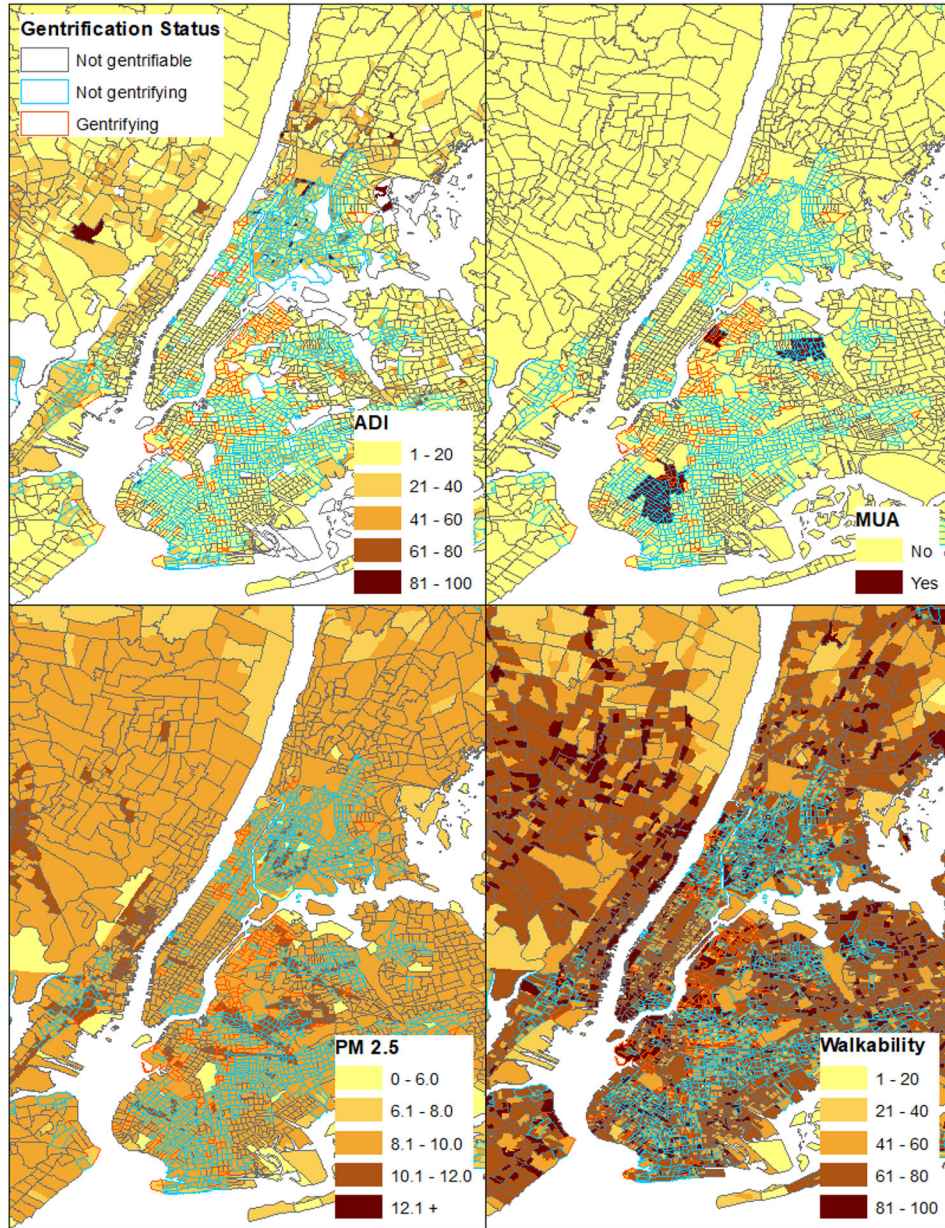 Gentrification Status
Not gentrifiable
Not gentrifying
Gentrifying
ADI
1 - 20
21 - 40
41 - 60
61 - 80
81 - 100
MUA
No
Yes
PM 2.5
0 - 6.0
6.1 - 8.0
8.1 - 10.0
10.1 - 12.0
12.1 +
Walkability
1 - 20
21 - 40
41 - 60
61 - 80
81 - 100